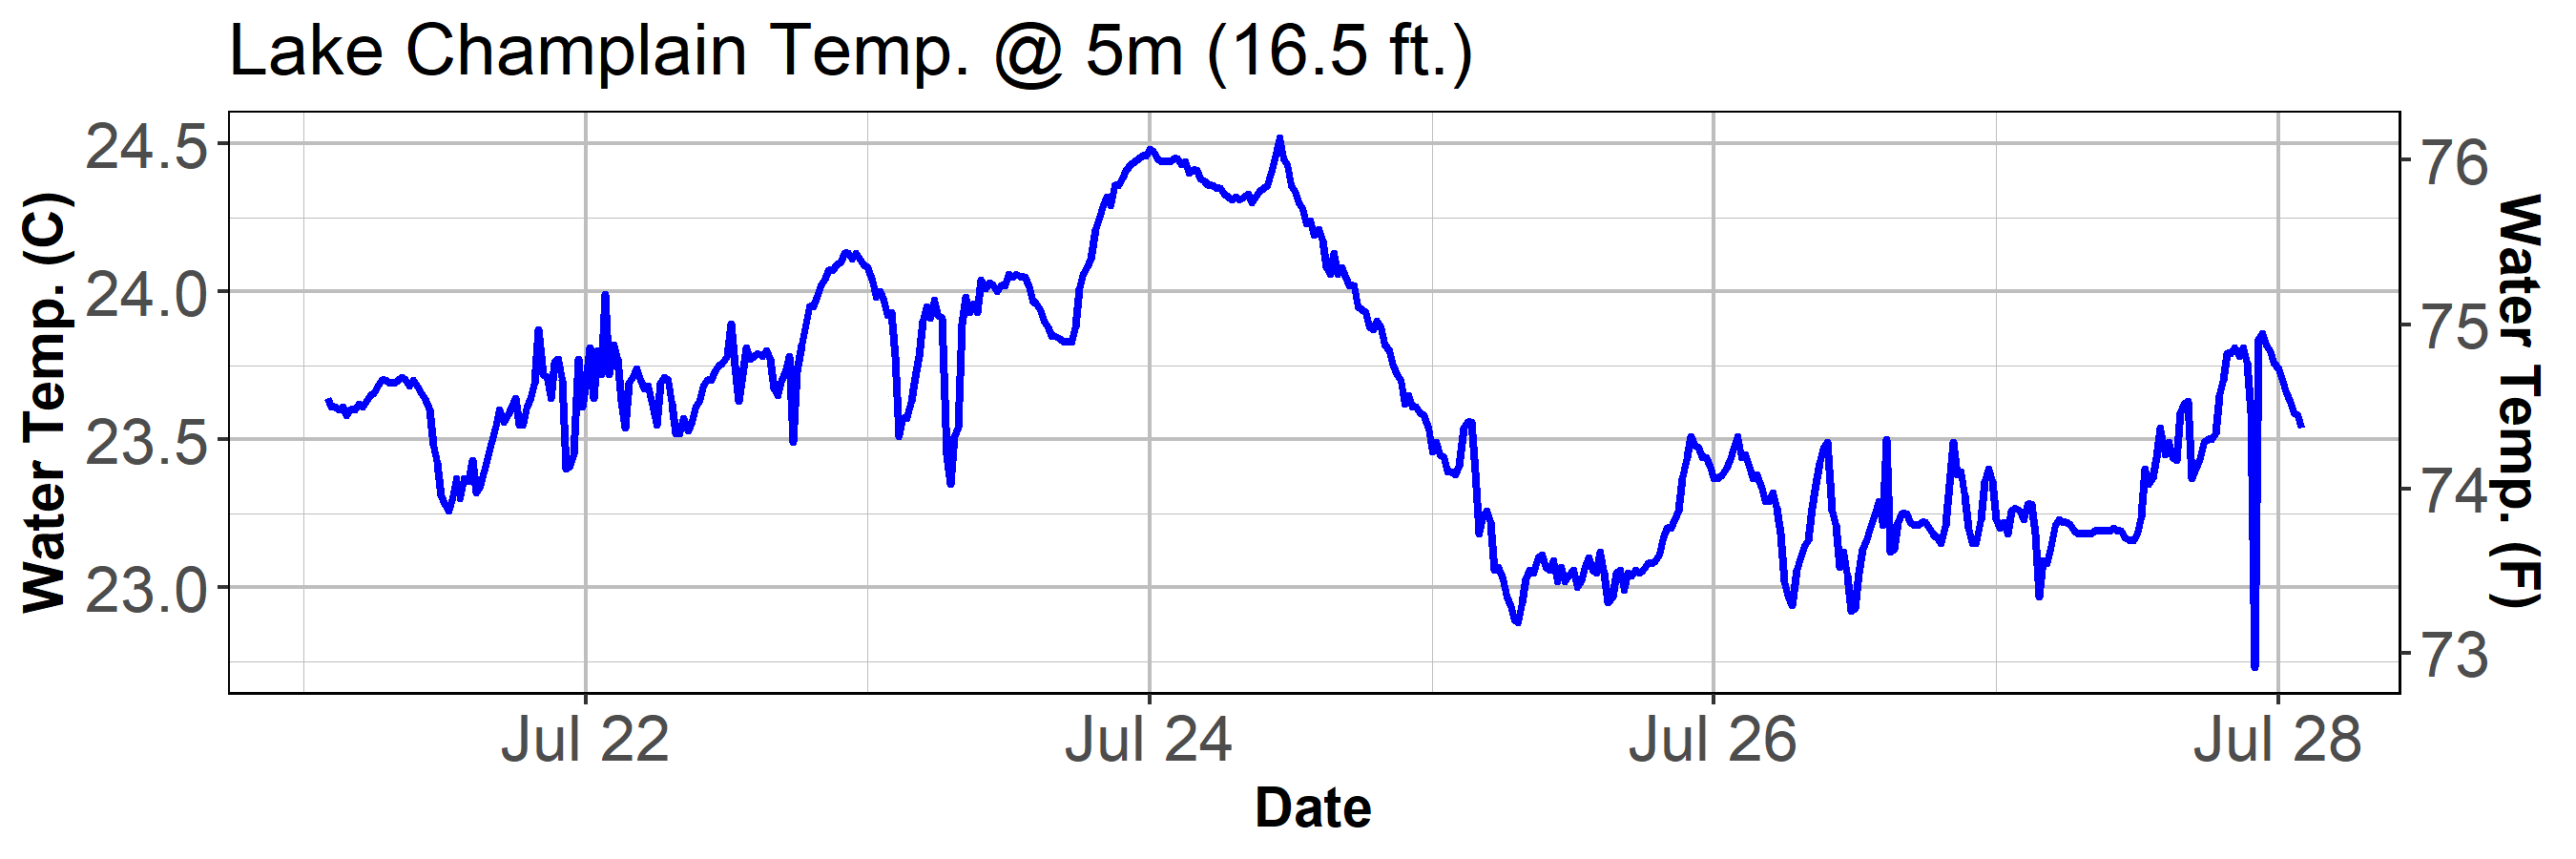 Lake Champlain Temp. @ 5m (16.5 ft.)
Water Temp. (C)
24.5
24.0
23.5
23.0
76
75
74
73
Water Temp. (F)
Jul 22 Jul 24 Jul 26 Jul 28
Date